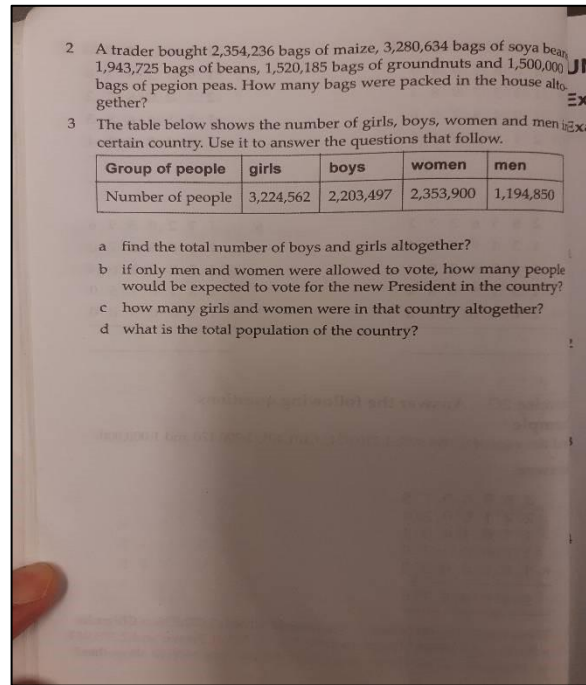 2 A trader bought 2,354,236 bags of maize, 3,280,634 bags of soya bean
1,943,725 bags of beans, 1,520,185 bags of groundnuts and 1,500,000
bags of pegion peas. How many bags were packed in the house alto-
gether?
3 The table below shows the number of girls, boys, women and men in
certain country. Use it to answer the questions that follow.
Group of people girls boys women men
Number of people 3,224,562 2,203,497 2,353,900 1,194,850
a find the total number of boys and girls altogether?
b if only men and women were allowed to vote, how many people
would be expected to vote for the new President in the country?
c how many girls and women were in that country altogether?
d what is the total population of the country?